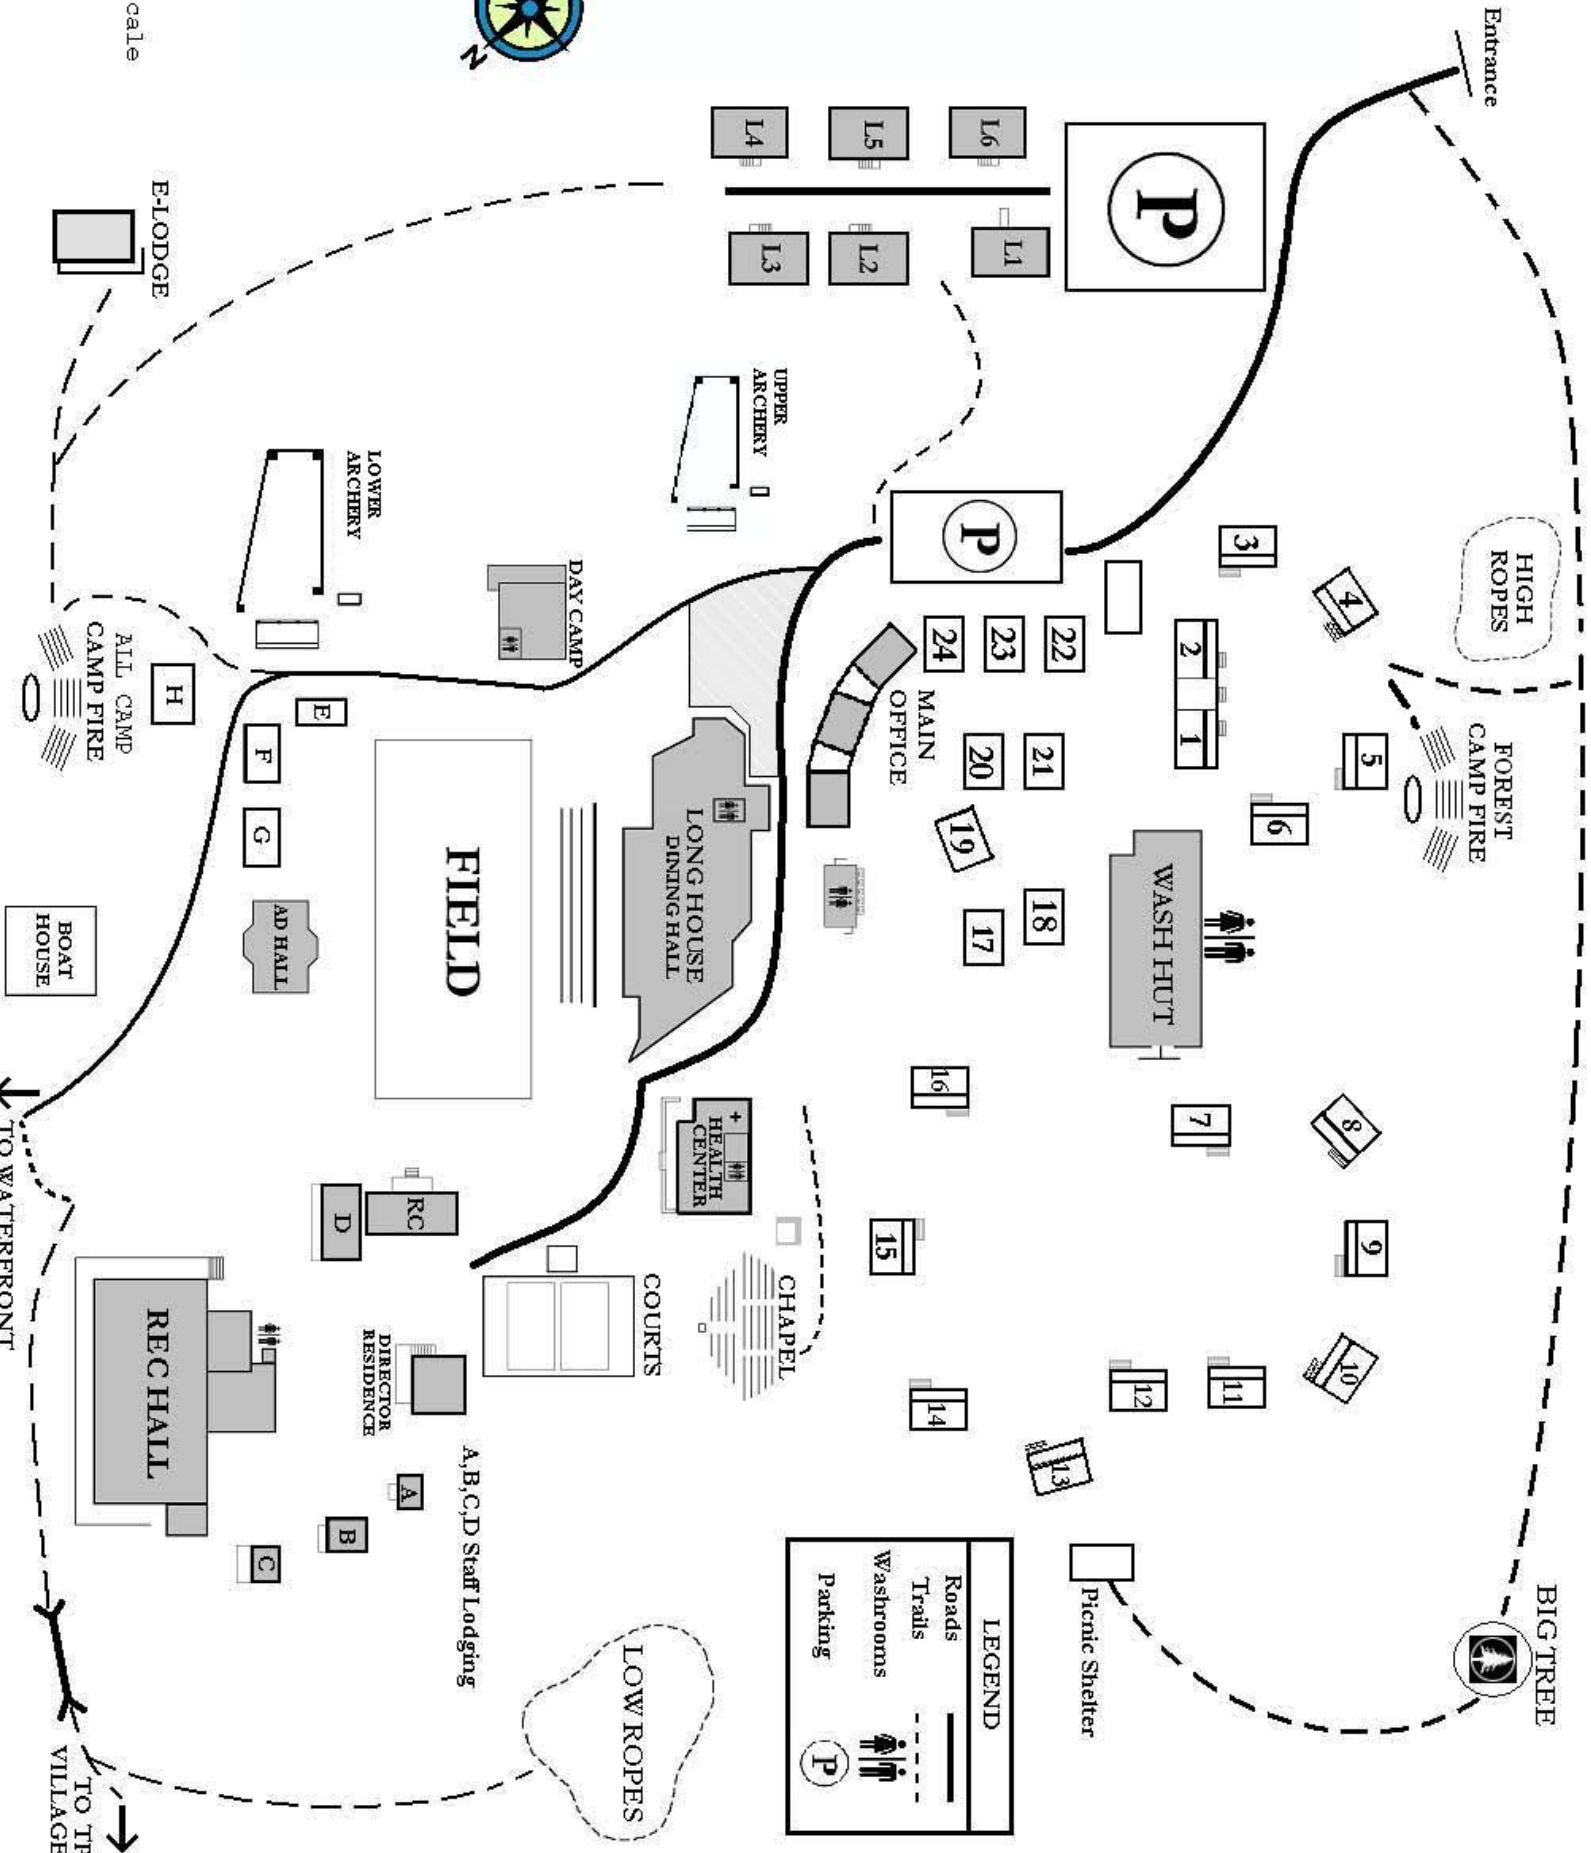 Entrance
HIGH
ROPES
FOREST
CAMP FIRE
BIG TREE
P
3
4
5
2
1
6
WASH HUT
7
8
9
10
11
12
13
Picnic Shelter
L6
L5
L4
L1
L2
L3
P
22
23
24
21
20
19
18
17
16
15
14
MAIN
OFFICE
UPPER
ARCHERY
LONG HOUSE
DINING HALL
+
HEALTH
CENTER
CHAPEL
COURTS
LEGEND
Roads
Trails
Washrooms
Parking
P
DAY CAMP
FIELD
LOWER
ARCHERY
RC
D
DIRECTOR
RESIDENCE
A,B,C,D Staff Lodging
A
B
C
LOW ROPES
E
F
G
AD HALL
H
ALL CAMP
CAMP FIRE
E-LODGE
BOAT
HOUSE
REC HALL
TO WATERFRONT
VILLAGE
N